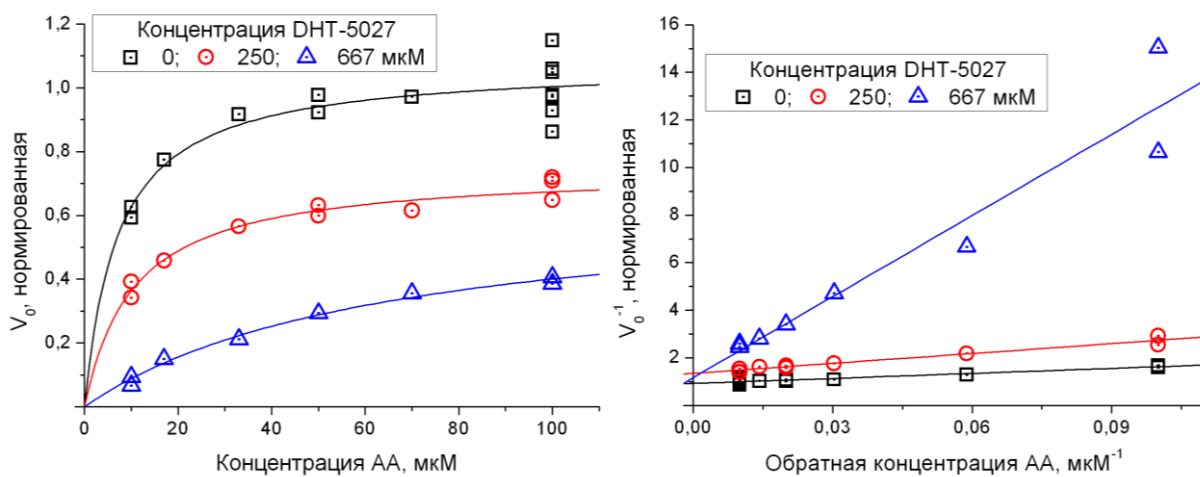 1,2
1,0
0,8
0,6
0,4
0,2
V₀, нормированная
Концентрация DHT-5027
0; 250; 667 мкМ
0 20 40 60 80 100
Концентрация АА, мкМ
16
14
12
10
8
6
4
2
V₀⁻¹, нормированная
Концентрация DHT-5027
0; 250; 667 мкМ
0,00 0,03 0,06 0,09
Обратная концентрация АА, мкМ⁻¹